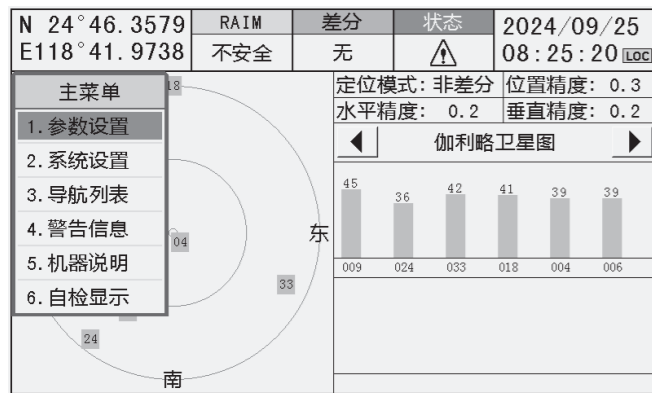 N 24°46.3579
E118°41.9738
RAIM
不安全
差分
无
状态
2024/09/25
08:25:20 LOC
主菜单
1.参数设置
2.系统设置
3.导航列表
4.警告信息
5.机器说明
6.自检显示
18
04
33
24
东
南
定位模式:非差分 位置精度: 0.3
水平精度: 0.2 垂直精度: 0.2
伽利略卫星图
45 36 42 41 39 39
009 024 033 018 004 006